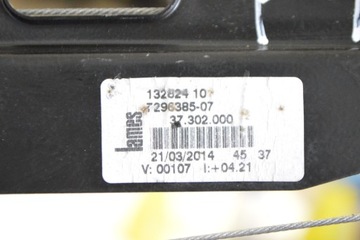 132624 10
7296385-07
37.302.000
lames
21/03/2014 45 37
V: 00107 I:+04.21